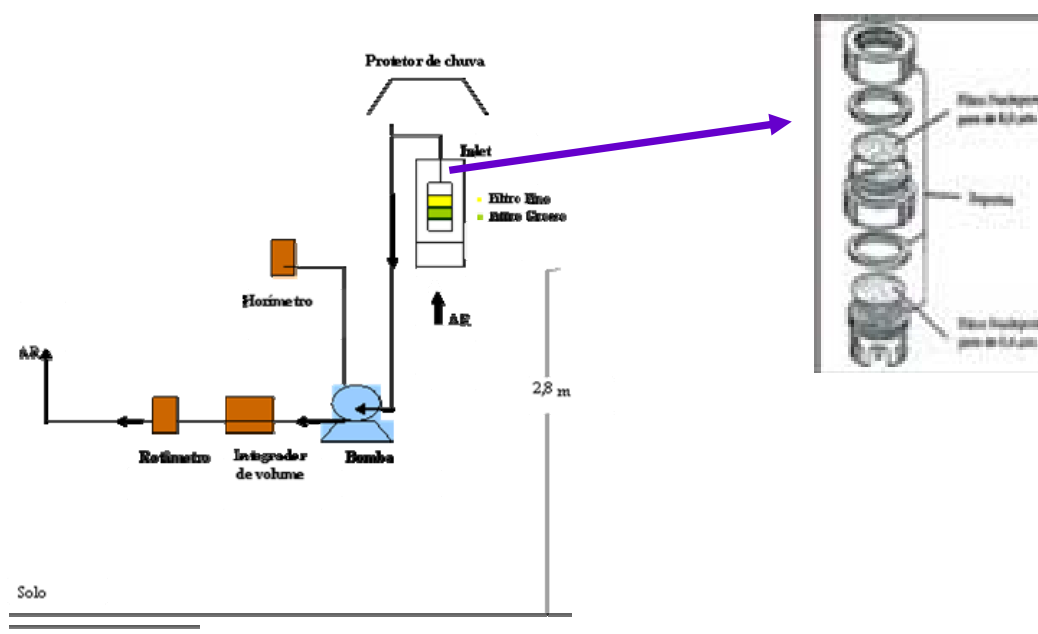 Protetor de chuva
Inlet
Filtro Fino
Filtro Grosso
Horímetro
AR
AR
2,8 m
Rotâmetro
Integrador
de volume
Bomba
Solo